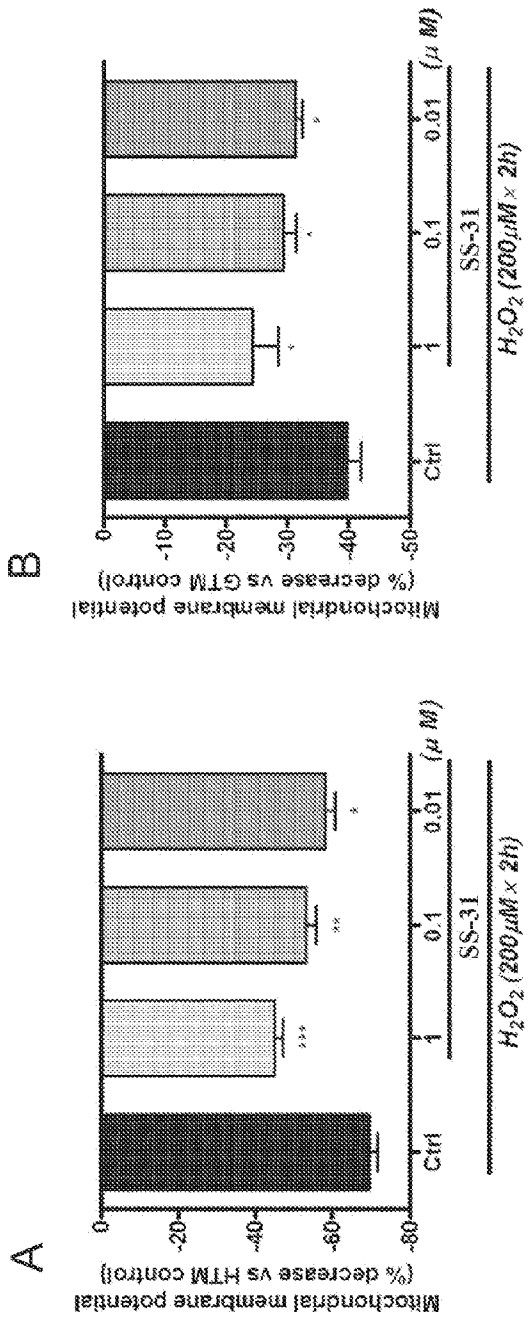 A
Mitochondrial membrane potential
(% decrease vs HTM control)
0
-20
-40
-60
-80
***
**
*
Ctrl 1 0.1 0.01 (μ M)
SS-31
H₂O₂ (200μM × 2h)
B
Mitochondrial membrane potential
(% decrease vs GTM control)
0
-10
-20
-30
-40
-50
*
*
*
Ctrl 1 0.1 0.01 (μ M)
SS-31
H₂O₂ (200μM × 2h)